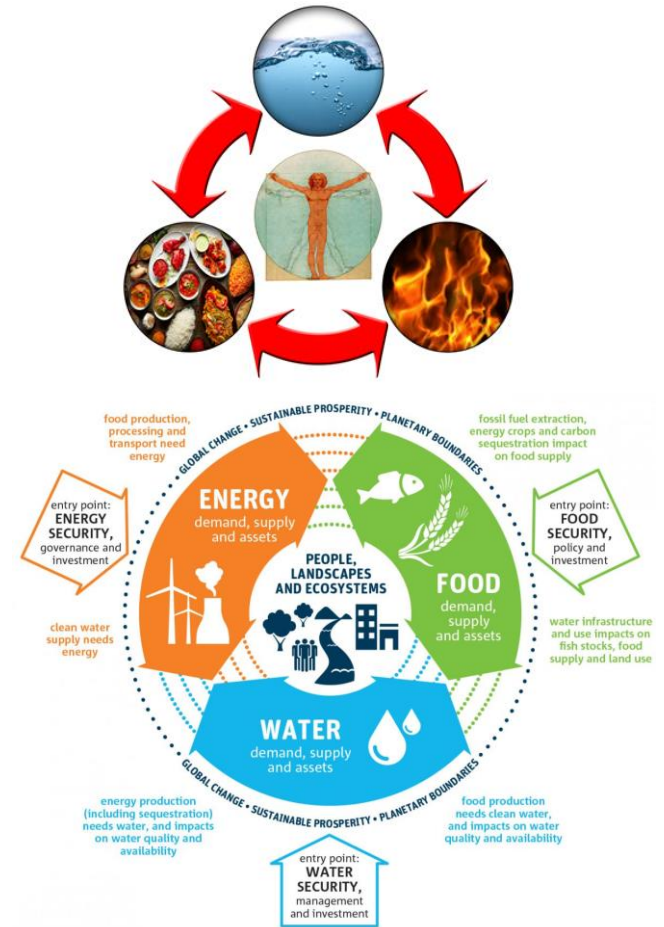 food production,
processing and
transport need
energy
GLOBAL CHANGE • SUSTAINABLE PROSPERITY • PLANETARY BOUNDARIES
fossil fuel extraction,
energy crops and carbon
sequestration impact
on food supply
entry point:
ENERGY
SECURITY,
governance and
investment
ENERGY
demand, supply
and assets
entry point:
FOOD
SECURITY,
policy and
investment
PEOPLE,
LANDSCAPES
AND ECOSYSTEMS
FOOD
demand,
supply
and assets
clean water
supply needs
energy
water infrastructure
and use impacts on
fish stocks, food
supply and land use
WATER
demand, supply
and assets
GLOBAL CHANGE • SUSTAINABLE PROSPERITY • PLANETARY BOUNDARIES
energy production
(including sequestration)
needs water, and impacts
on water quality and
availability
food production
needs clean water,
and impacts on water
quality and availability
entry point:
WATER
SECURITY,
management
and investment